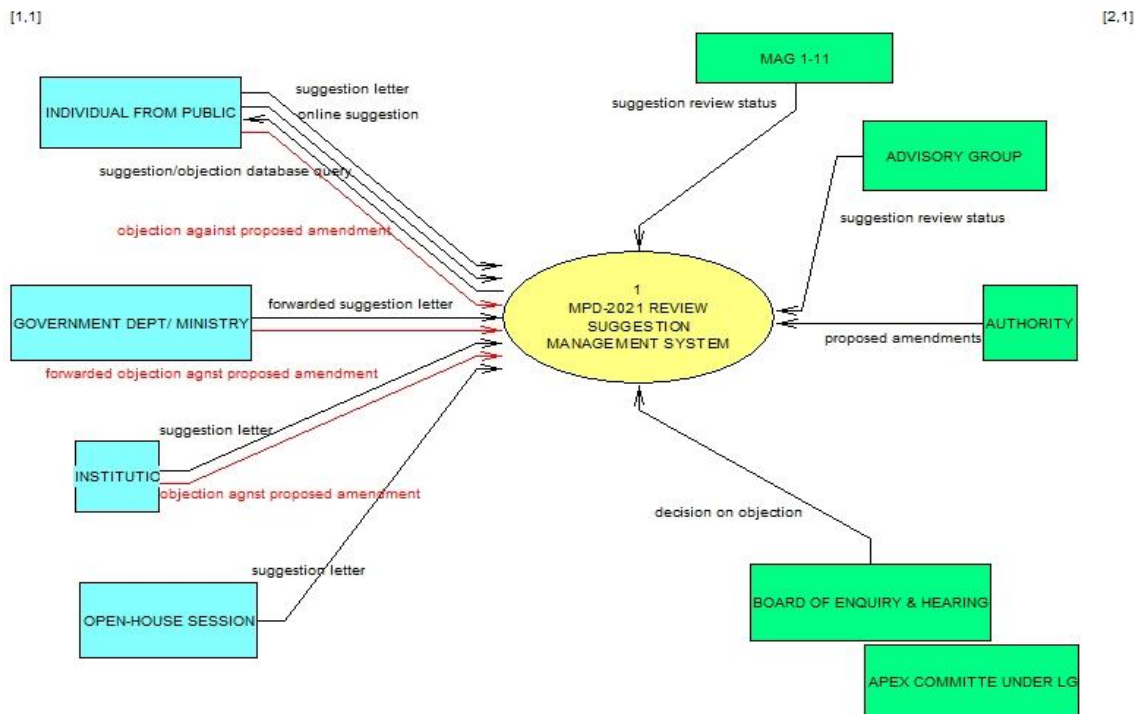 [1,1]
[2,1]
MAG 1-11
INDIVIDUAL FROM PUBLIC
suggestion letter
online suggestion
suggestion review status
ADVISORY GROUP
suggestion/objection database query
suggestion review status
objection against proposed amendment
1
MPD-2021 REVIEW
SUGGESTION
MANAGEMENT SYSTEM
GOVERNMENT DEPT/ MINISTRY
forwarded suggestion letter
AUTHORITY
proposed amendments
forwarded objection agnst proposed amendment
suggestion letter
INSTITUTIO
objection agnst proposed amendment
decision on objection
suggestion letter
OPEN-HOUSE SESSION
BOARD OF ENQUIRY & HEARING
APEX COMMITTE UNDER LG